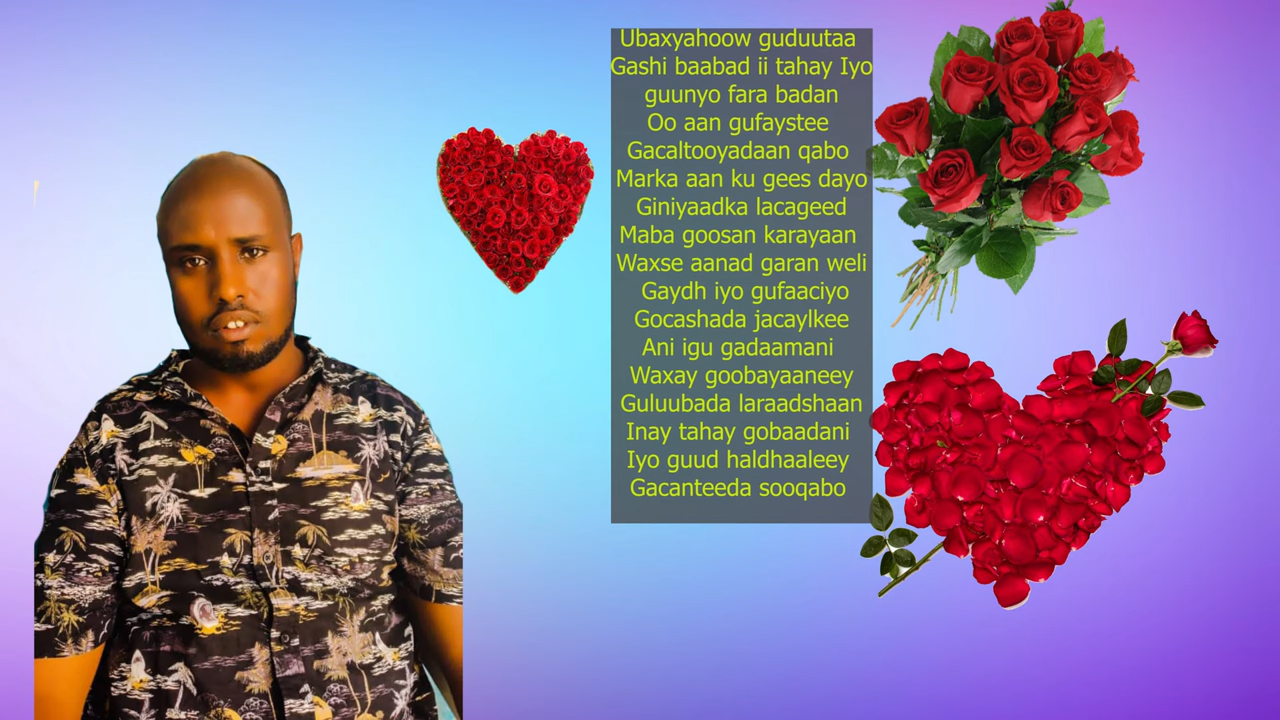 Ubaxyahoow guduutaa
Gashi baabad ii tahay Iyo
guunyo fara badan
Oo aan gufaystee
Gacaltooyadaan qabo
Marka aan ku gees dayo
Giniyaadka lacageed
Maba goosan karayaan
Waxse aanad garan weli
Gaydh iyo gufaaciyo
Gocashada jacaylkee
Ani igu gadaamani
Waxay goobayaaneey
Guluubada laraadshaan
Inay tahay gobaadani
Iyo guud haldhaaleey
Gacanteeda sooqabo